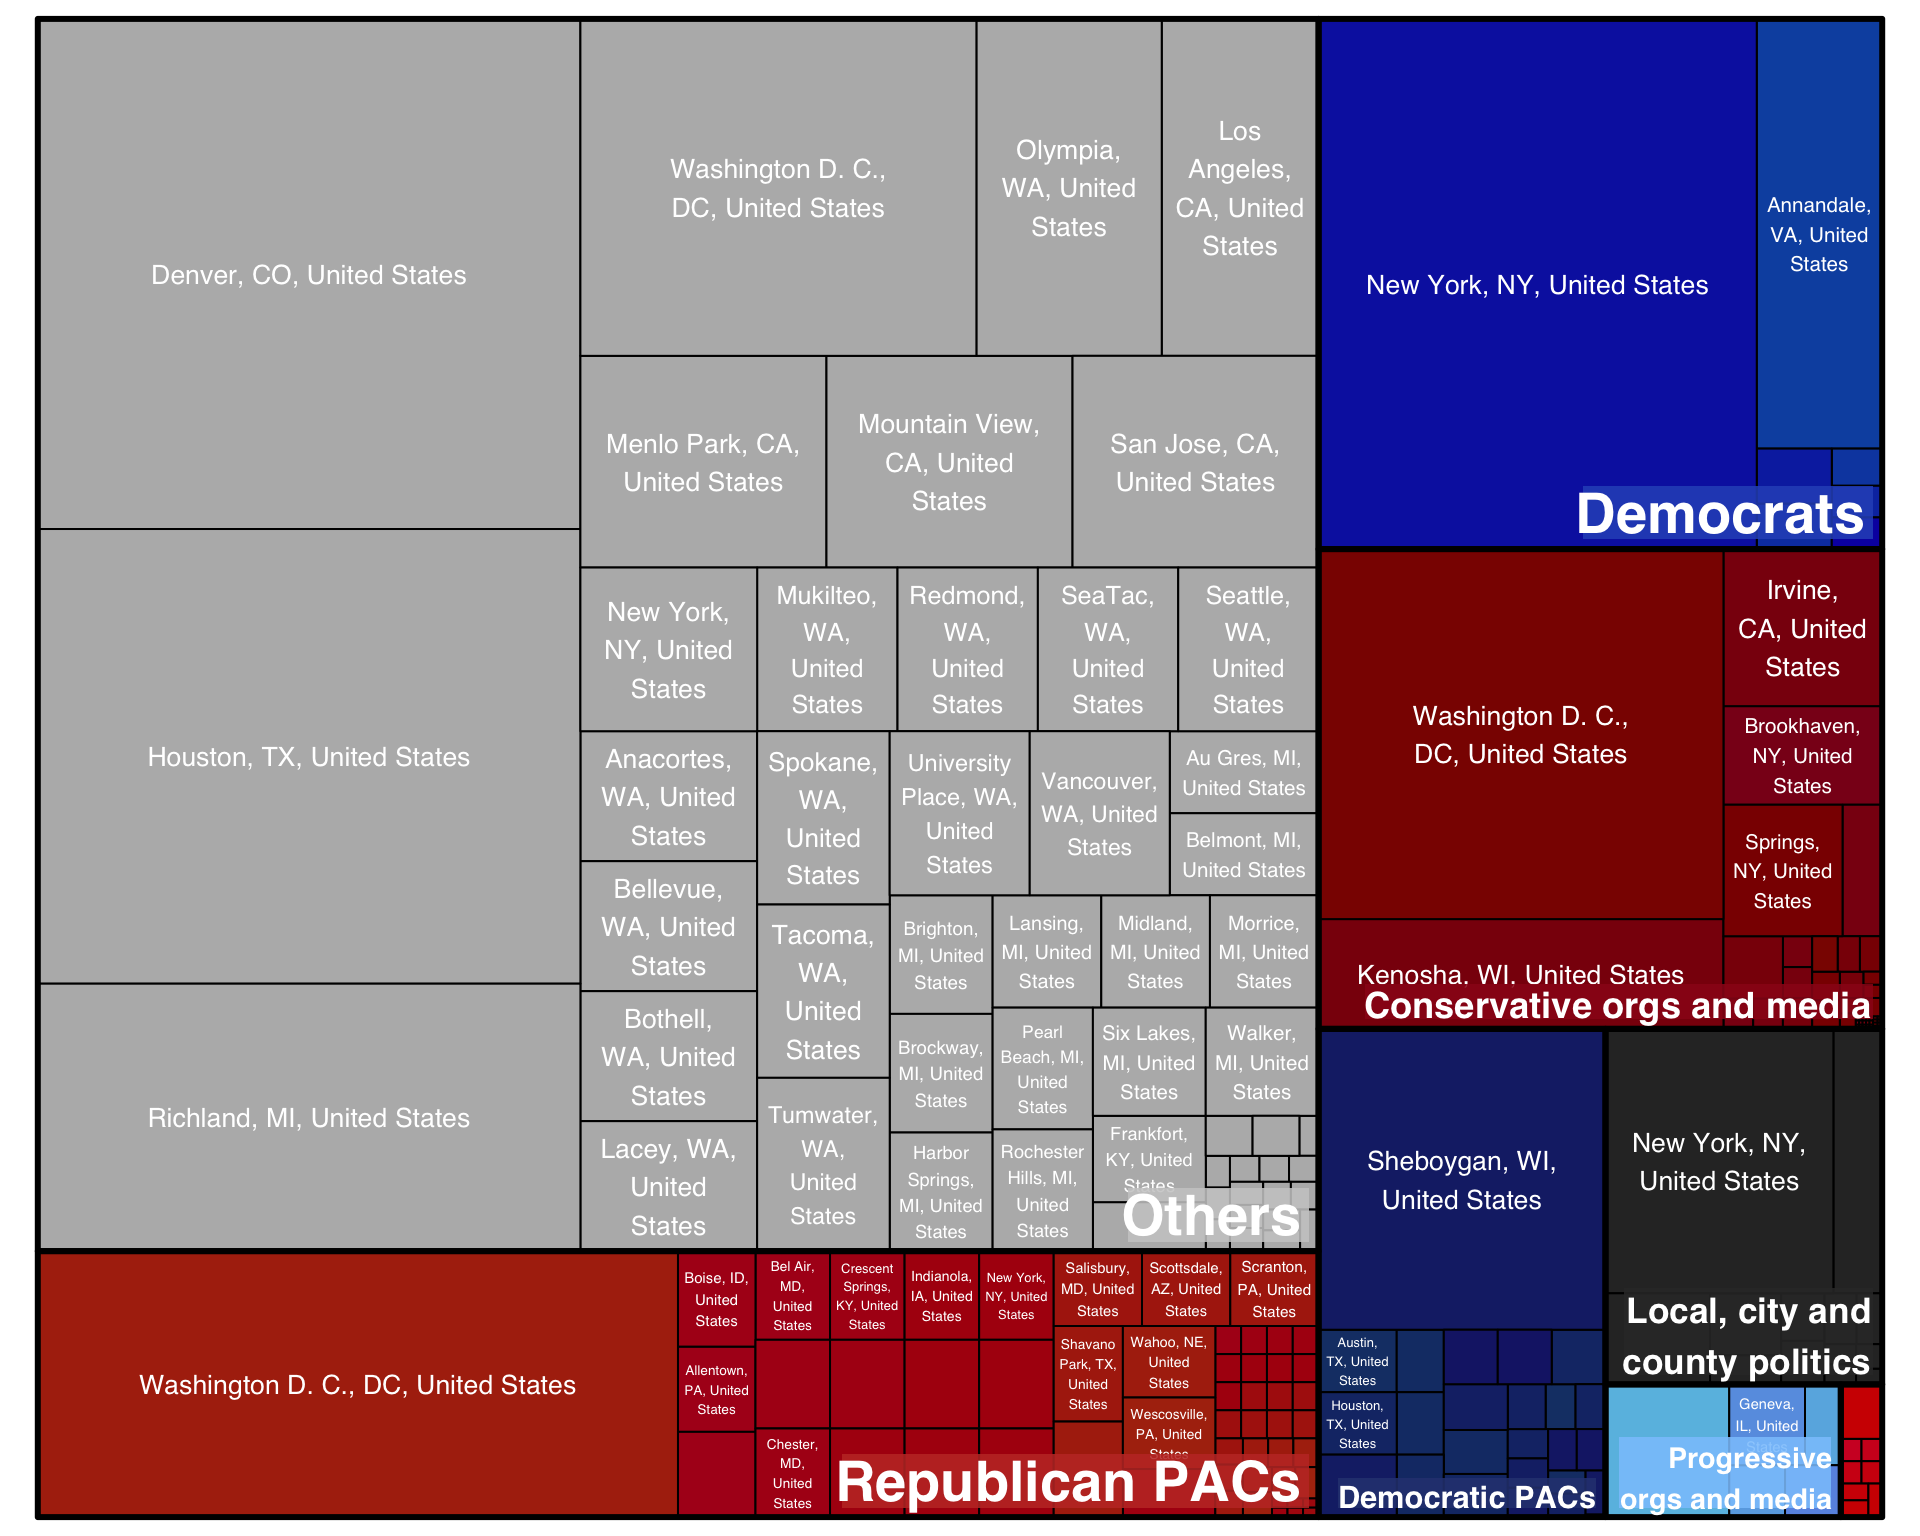 Denver, CO, United States
Houston, TX, United States
Richland, MI, United States
Washington D. C.,
DC, United States
Olympia,
WA, United
States
Los
Angeles,
CA, United
States
Menlo Park, CA,
United States
Mountain View,
CA, United
States
San Jose, CA,
United States
New York,
NY, United
States
Mukilteo,
WA,
United
States
Redmond,
WA,
United
States
SeaTac,
WA,
United
States
Seattle,
WA,
United
States
Anacortes,
WA, United
States
Bellevue,
WA, United
States
Bothell,
WA, United
States
Lacey, WA,
United
States
Spokane,
WA,
United
States
Tacoma,
WA,
United
States
Tumwater,
WA,
United
States
University
Place, WA,
United
States
Vancouver,
WA, United
States
Au Gres, MI,
United States
Belmont, MI,
United States
Brighton,
MI, United
States
Brockway,
MI, United
States
Harbor
Springs,
MI, United
States
Lansing,
MI, United
States
Midland,
MI, United
States
Morrice,
MI, United
States
Pearl
Beach, MI,
United
States
Rochester
Hills, MI,
United
States
Six Lakes,
MI, United
States
Walker,
MI, United
States
Frankfort,
KY, United
States
Others
New York, NY, United States
Annandale,
VA, United
States
Democrats
Washington D. C.,
DC, United States
Kenosha, WI, United States
Irvine,
CA, United
States
Brookhaven,
NY, United
States
Springs,
NY, United
States
Conservative orgs and media
Washington D. C., DC, United States
Boise, ID,
United
States
Allentown,
PA, United
States
Bel Air,
MD,
United
States
Chester,
MD,
United
States
Crescent
Springs,
KY, United
States
Indianola,
IA, United
States
New York,
NY, United
States
Salisbury,
MD, United
States
Scottsdale,
AZ, United
States
Scranton,
PA, United
States
Shavano
Park, TX,
United
States
Wahoo, NE,
United
States
Wescosville,
PA, United
States
Republican PACs
Sheboygan, WI,
United States
Austin,
TX, United
States
Houston,
TX, United
States
Democratic PACs
New York, NY,
United States
Local, city and
county politics
Geneva,
IL, United
States
Progressive
orgs and media